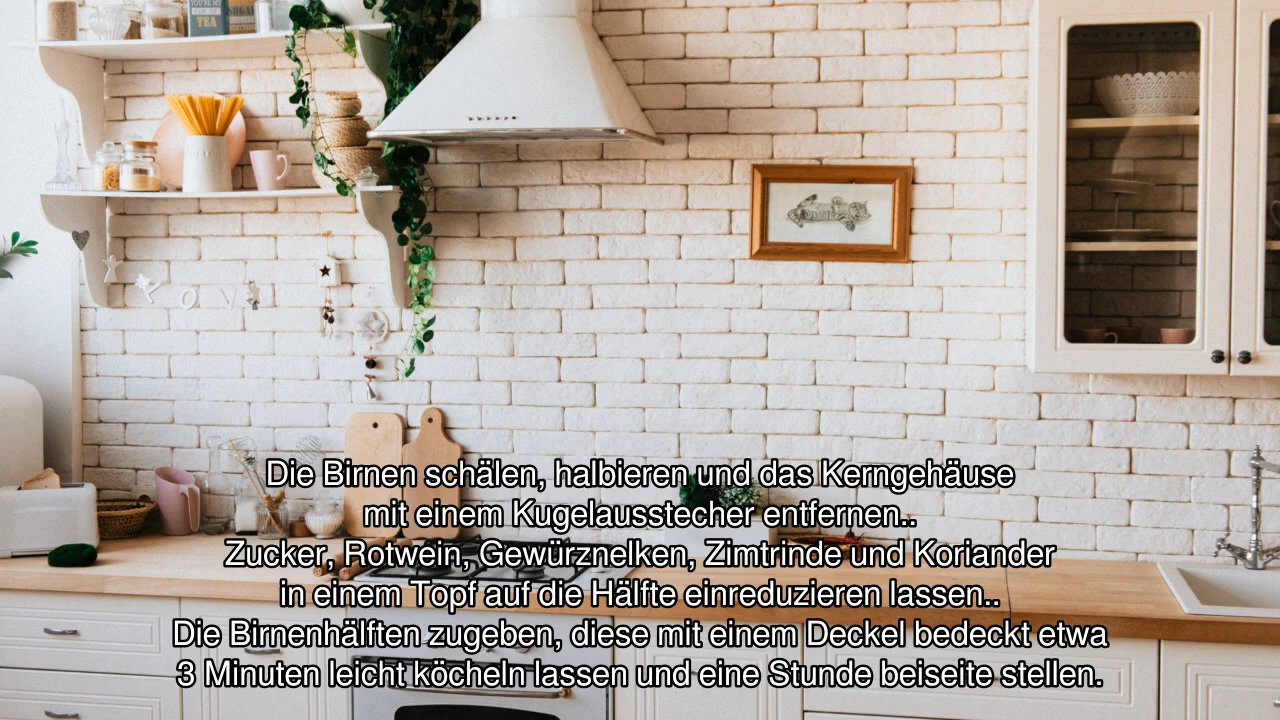 TEA
Die Birnen schälen, halbieren und das Kerngehäuse
mit einem Kugelausstecher entfernen..
Zucker, Rotwein, Gewürznelken, Zimtrinde und Koriander
in einem Topf auf die Hälfte einreduzieren lassen..
Die Birnenhälften zugeben, diese mit einem Deckel bedeckt etwa
3 Minuten leicht köcheln lassen und eine Stunde beiseite stellen.